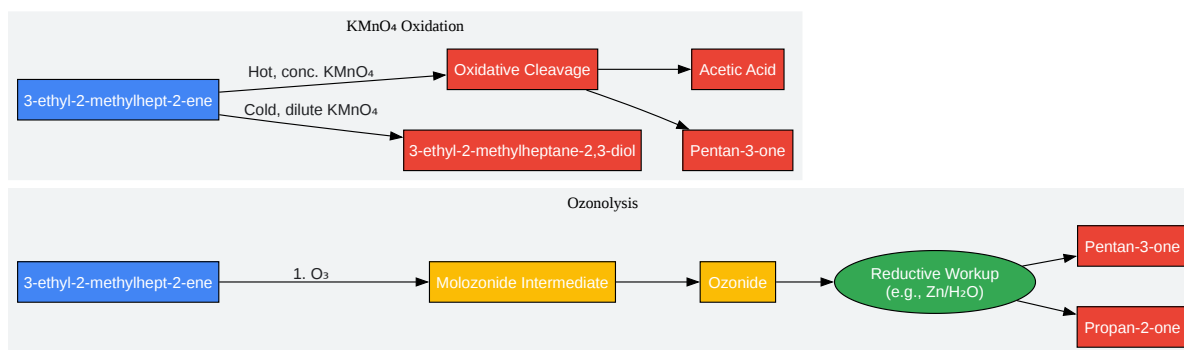 KMnO₄ Oxidation
3-ethyl-2-methylhept-2-ene
Hot, conc. KMnO₄
Cold, dilute KMnO₄
Oxidative Cleavage
Acetic Acid
3-ethyl-2-methylheptane-2,3-diol
Pentan-3-one
Ozonolysis
3-ethyl-2-methylhept-2-ene
1. O₃
Molozonide Intermediate
Ozonide
Reductive Workup
(e.g., Zn/H₂O)
Pentan-3-one
Propan-2-one